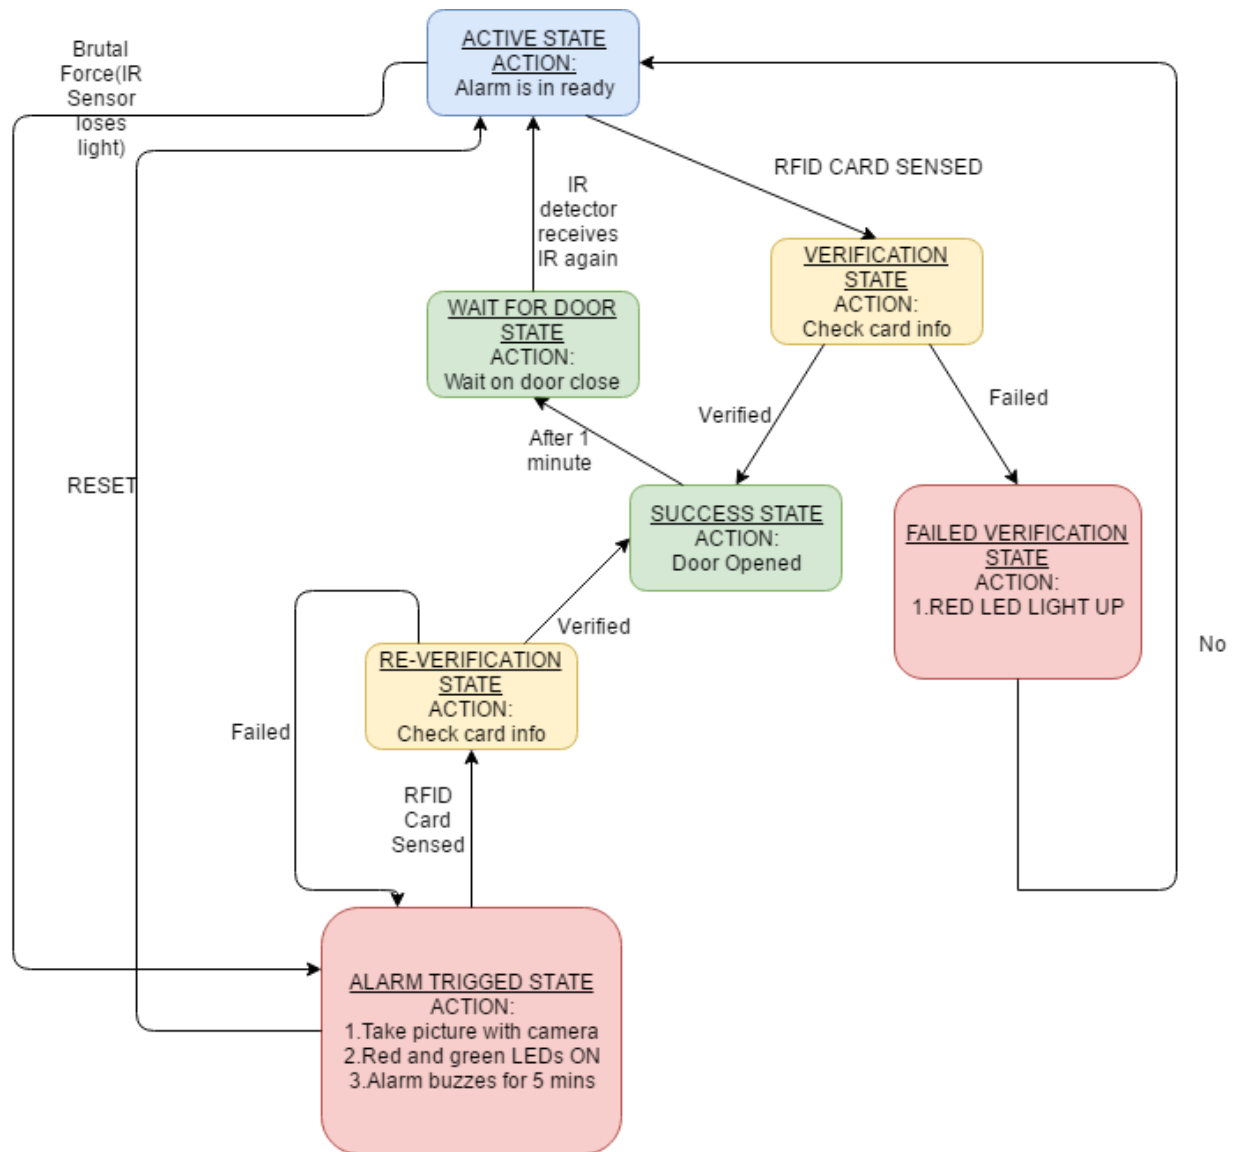 ACTIVE STATE
ACTION:
Alarm is in ready
Brutal
Force(IR
Sensor
loses
light)
RFID CARD SENSED
IR
detector
receives
IR again
VERIFICATION
STATE
ACTION:
Check card info
WAIT FOR DOOR
STATE
ACTION:
Wait on door close
Verified
Failed
After 1
minute
RESET
SUCCESS STATE
ACTION:
Door Opened
FAILED VERIFICATION
STATE
ACTION:
1.RED LED LIGHT UP
Verified
No
RE-VERIFICATION
STATE
ACTION:
Check card info
Failed
RFID
Card
Sensed
ALARM TRIGGED STATE
ACTION:
1.Take picture with camera
2.Red and green LEDs ON
3.Alarm buzzes for 5 mins